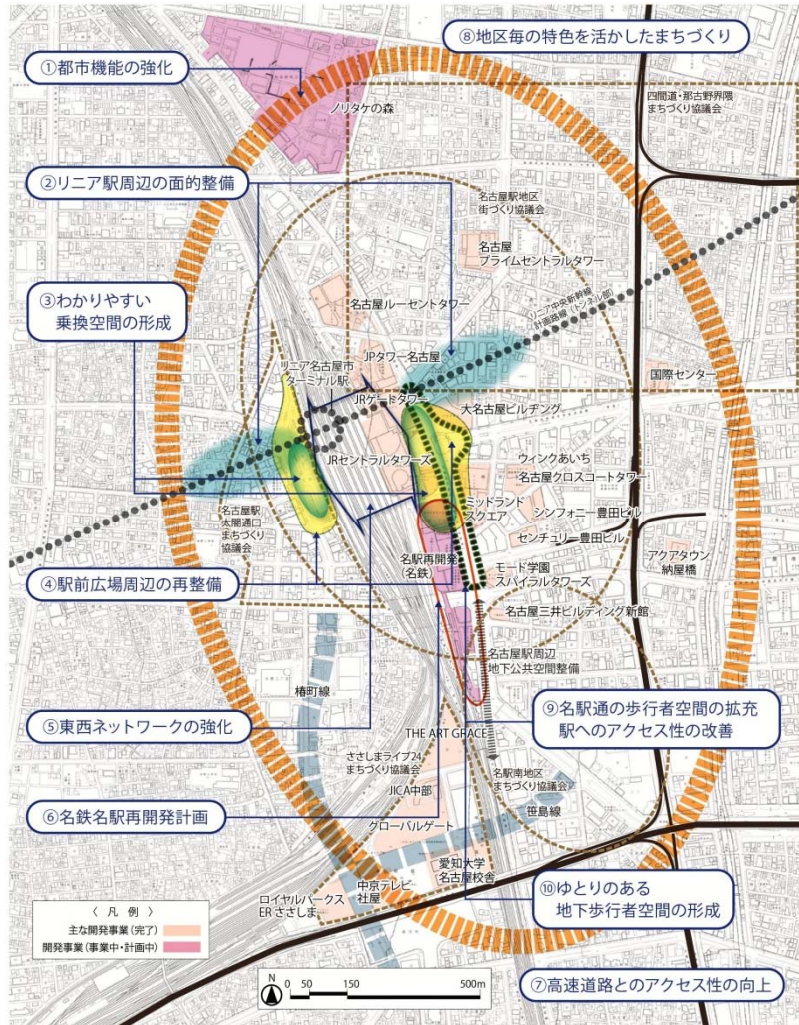 ⑧地区毎の特色を活かしたまちづくり
①都市機能の強化
ノリタケの森
四間道・那古野界隈
まちづくり協議会
②リニア駅周辺の面的整備
名古屋駅地区
街づくり協議会
名古屋
プライムセントラルタワー
③わかりやすい
乗換空間の形成
名古屋ルーセントタワー
リニア中央新幹線
計画路線（トンネル部）
JPタワー名古屋
リニア名古屋市
ターミナル駅
国際センター
JRゲートタワー
大名古屋ビルヂング
JRセントラルタワーズ
ウィンクあいち
名古屋クロスコートタワー
ミッドランド
スクエア
シンフォニー豊田ビル
名古屋駅
太閤通口
まちづくり
協議会
センチュリー豊田ビル
アクアタウン
納屋橋
④駅前広場周辺の再整備
名駅再開発
（名鉄）
モード学園
スパイラルタワーズ
名古屋三井ビルディング新館
名古屋駅周辺
地下公共空間整備
椿町線
⑤東西ネットワークの強化
⑨名駅通の歩行者空間の拡充
駅へのアクセス性の改善
THE ART GRACE
ささしまライブ24
まちづくり協議会
名駅南地区
まちづくり協議会
JICA中部
笹島線
⑥名鉄名駅再開発計画
グローバルゲート
愛知大学
名古屋校舎
中京テレビ
社屋
ロイヤルパークス
ER ささしま
⑩ゆとりのある
地下歩行者空間の形成
〈 凡 例 〉
主な開発事業（完了）
開発事業（事業中・計画中）
N
0 50 150 500m
⑦高速道路とのアクセス性の向上